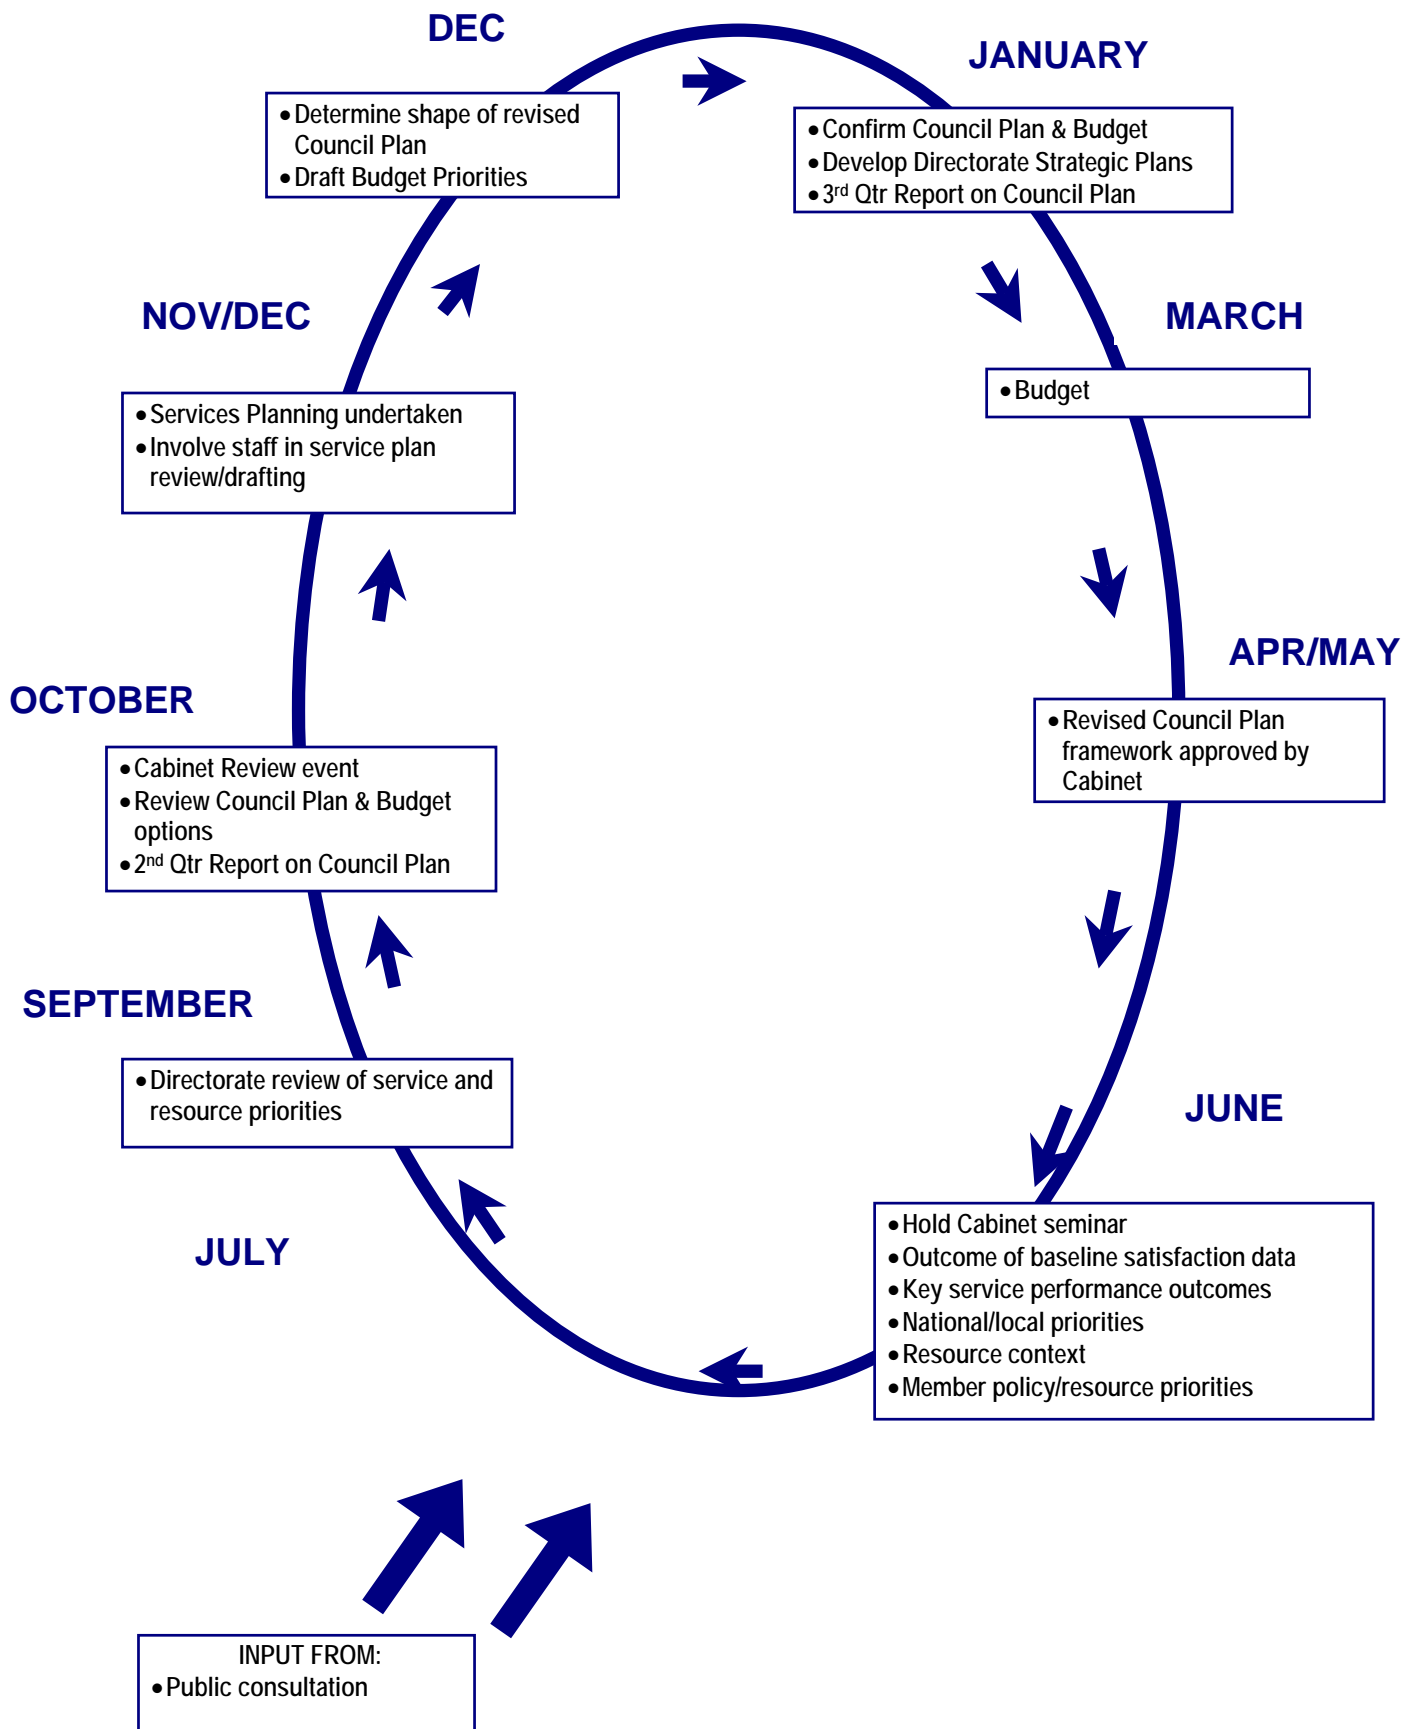 DEC
• Determine shape of revised
Council Plan
• Draft Budget Priorities
JANUARY
• Confirm Council Plan & Budget
• Develop Directorate Strategic Plans
• 3rd Qtr Report on Council Plan
MARCH
• Budget
APR/MAY
• Revised Council Plan
framework approved by
Cabinet
JUNE
• Hold Cabinet seminar
• Outcome of baseline satisfaction data
• Key service performance outcomes
• National/local priorities
• Resource context
• Member policy/resource priorities
JULY
SEPTEMBER
• Directorate review of service and
resource priorities
OCTOBER
• Cabinet Review event
• Review Council Plan & Budget
options
• 2nd Qtr Report on Council Plan
NOV/DEC
• Services Planning undertaken
• Involve staff in service plan
review/drafting
INPUT FROM:
• Public consultation